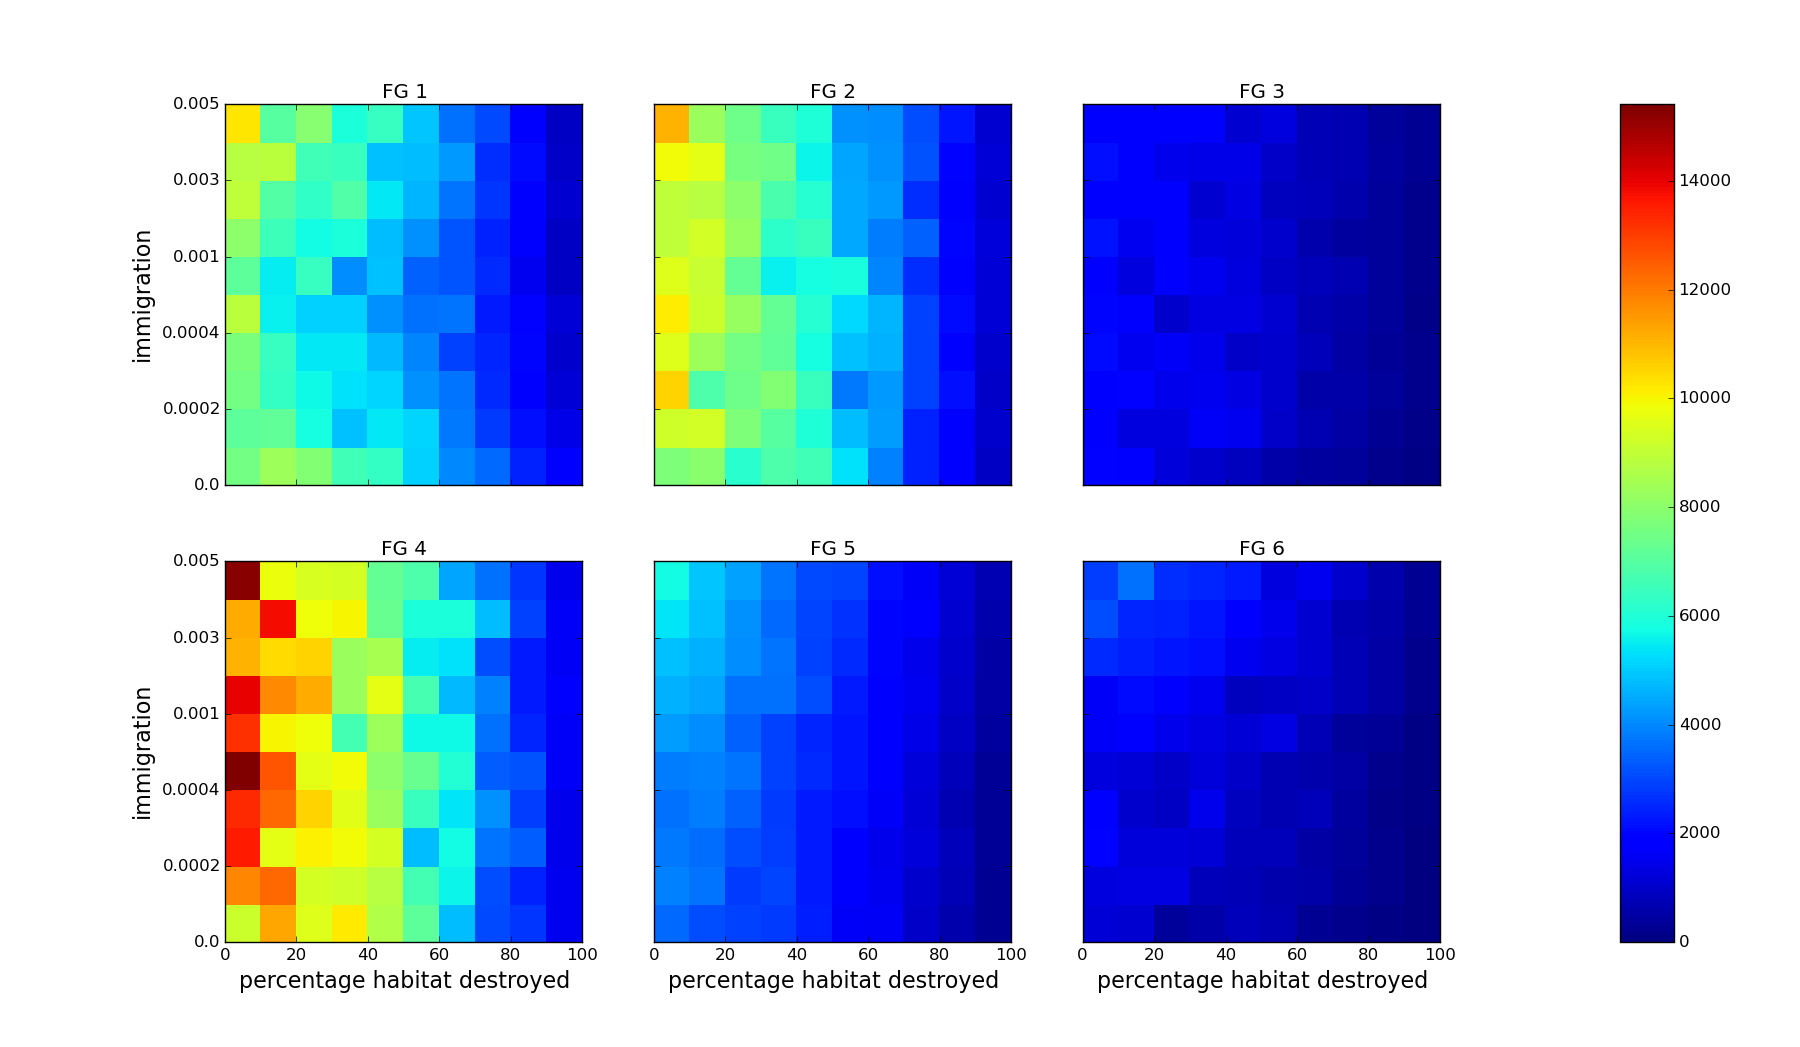 FG 1
FG 2
FG 3
0.005
0.003
0.001
0.0004
0.0002
0.0
immigration
14000
12000
10000
8000
6000
4000
2000
0
FG 4
FG 5
FG 6
0.005
0.003
0.001
0.0004
0.0002
0.0
immigration
0 20 40 60 80 100
0 20 40 60 80 100
0 20 40 60 80 100
percentage habitat destroyed
percentage habitat destroyed
percentage habitat destroyed